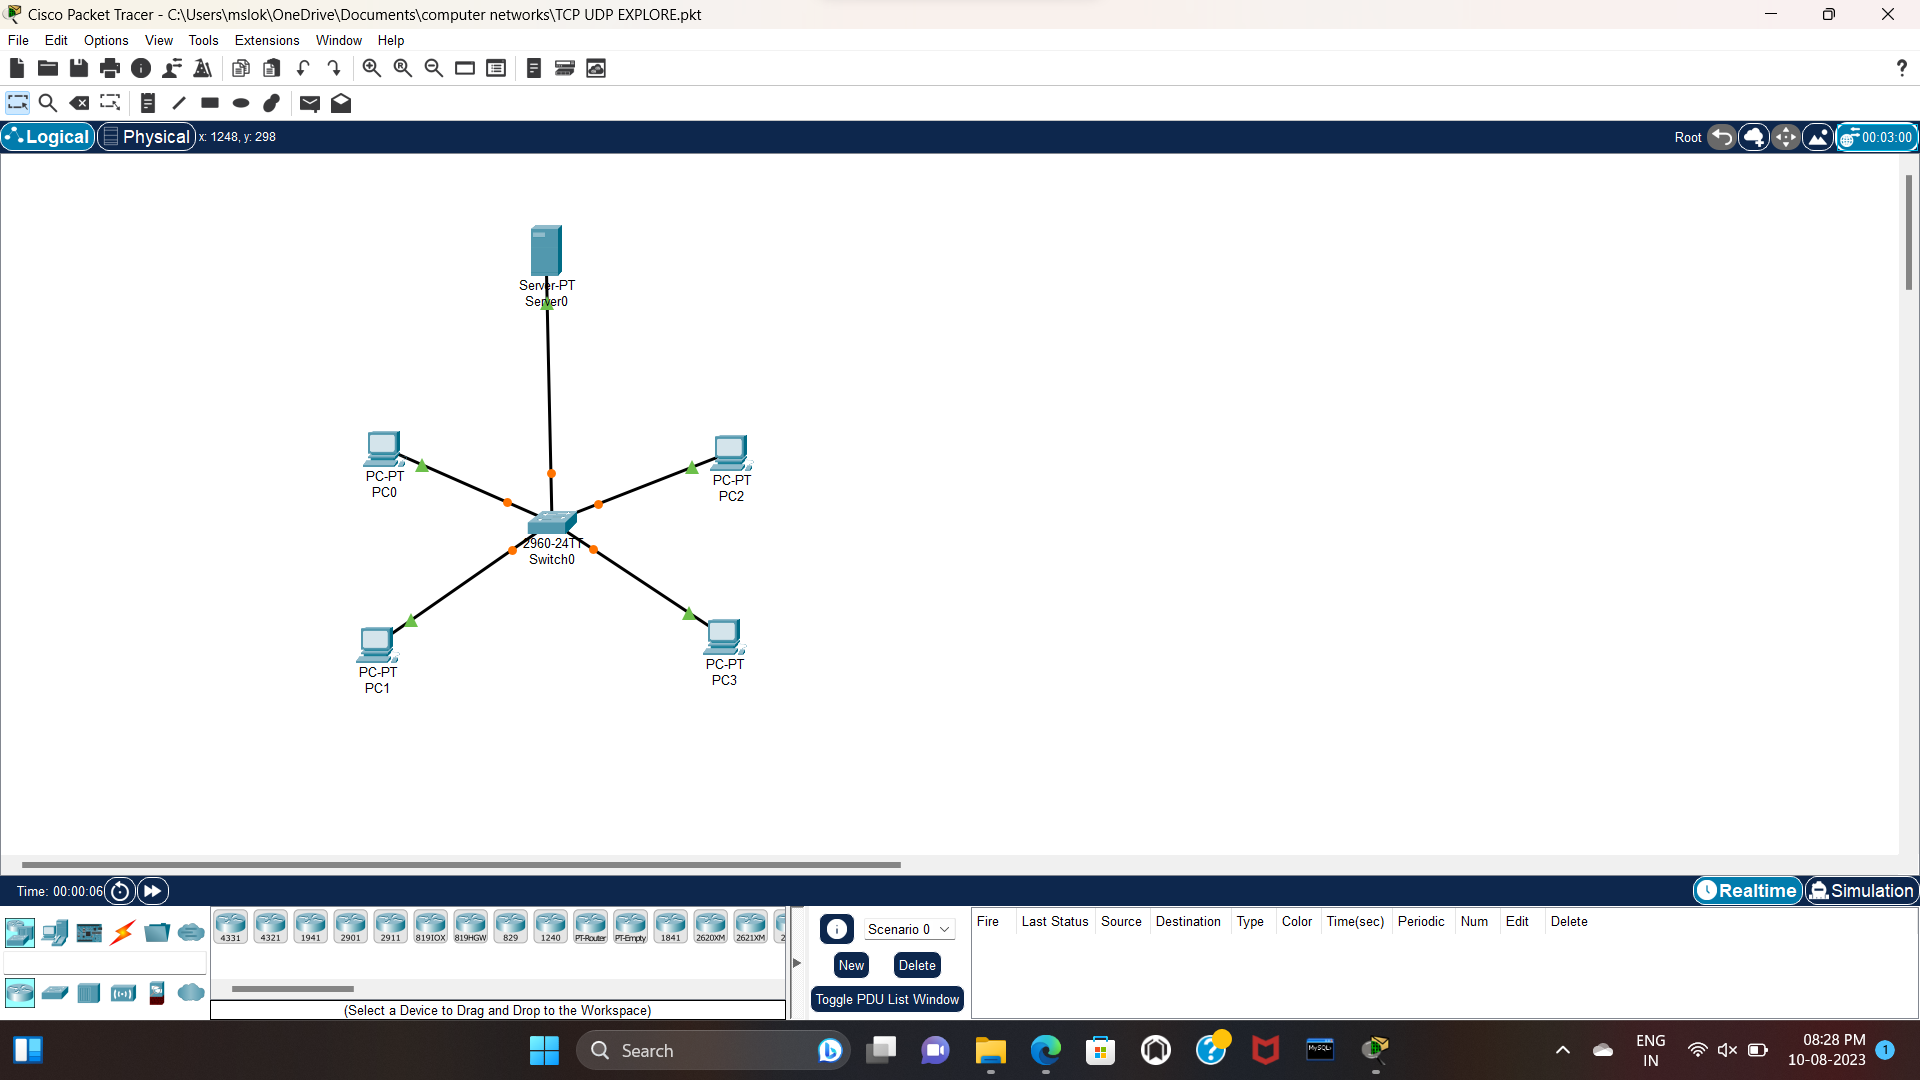 Cisco Packet Tracer - C:\Users\mslok\OneDrive\Documents\computer networks\TCP UDP EXPLORE.pkt
File Edit Options View Tools Extensions Window Help
?
Logical Physical x: 1248, y: 298 Root 00:03:00
Server-PT
Server0
PC-PT
PC0
PC-PT
PC2
2960-24TT
Switch0
PC-PT
PC1
PC-PT
PC3
Time: 00:00:06 Realtime Simulation
4331 4321 1941 2901 2911 819IOX 819HGW 829 1240 PT-Router PT-Empty 1841 2620XM 2621XM 2
Scenario 0
New Delete
Toggle PDU List Window
Fire Last Status Source Destination Type Color Time(sec) Periodic Num Edit Delete
(Select a Device to Drag and Drop to the Workspace)
Search
MySQL
ENG
IN
08:28 PM
10-08-2023
1